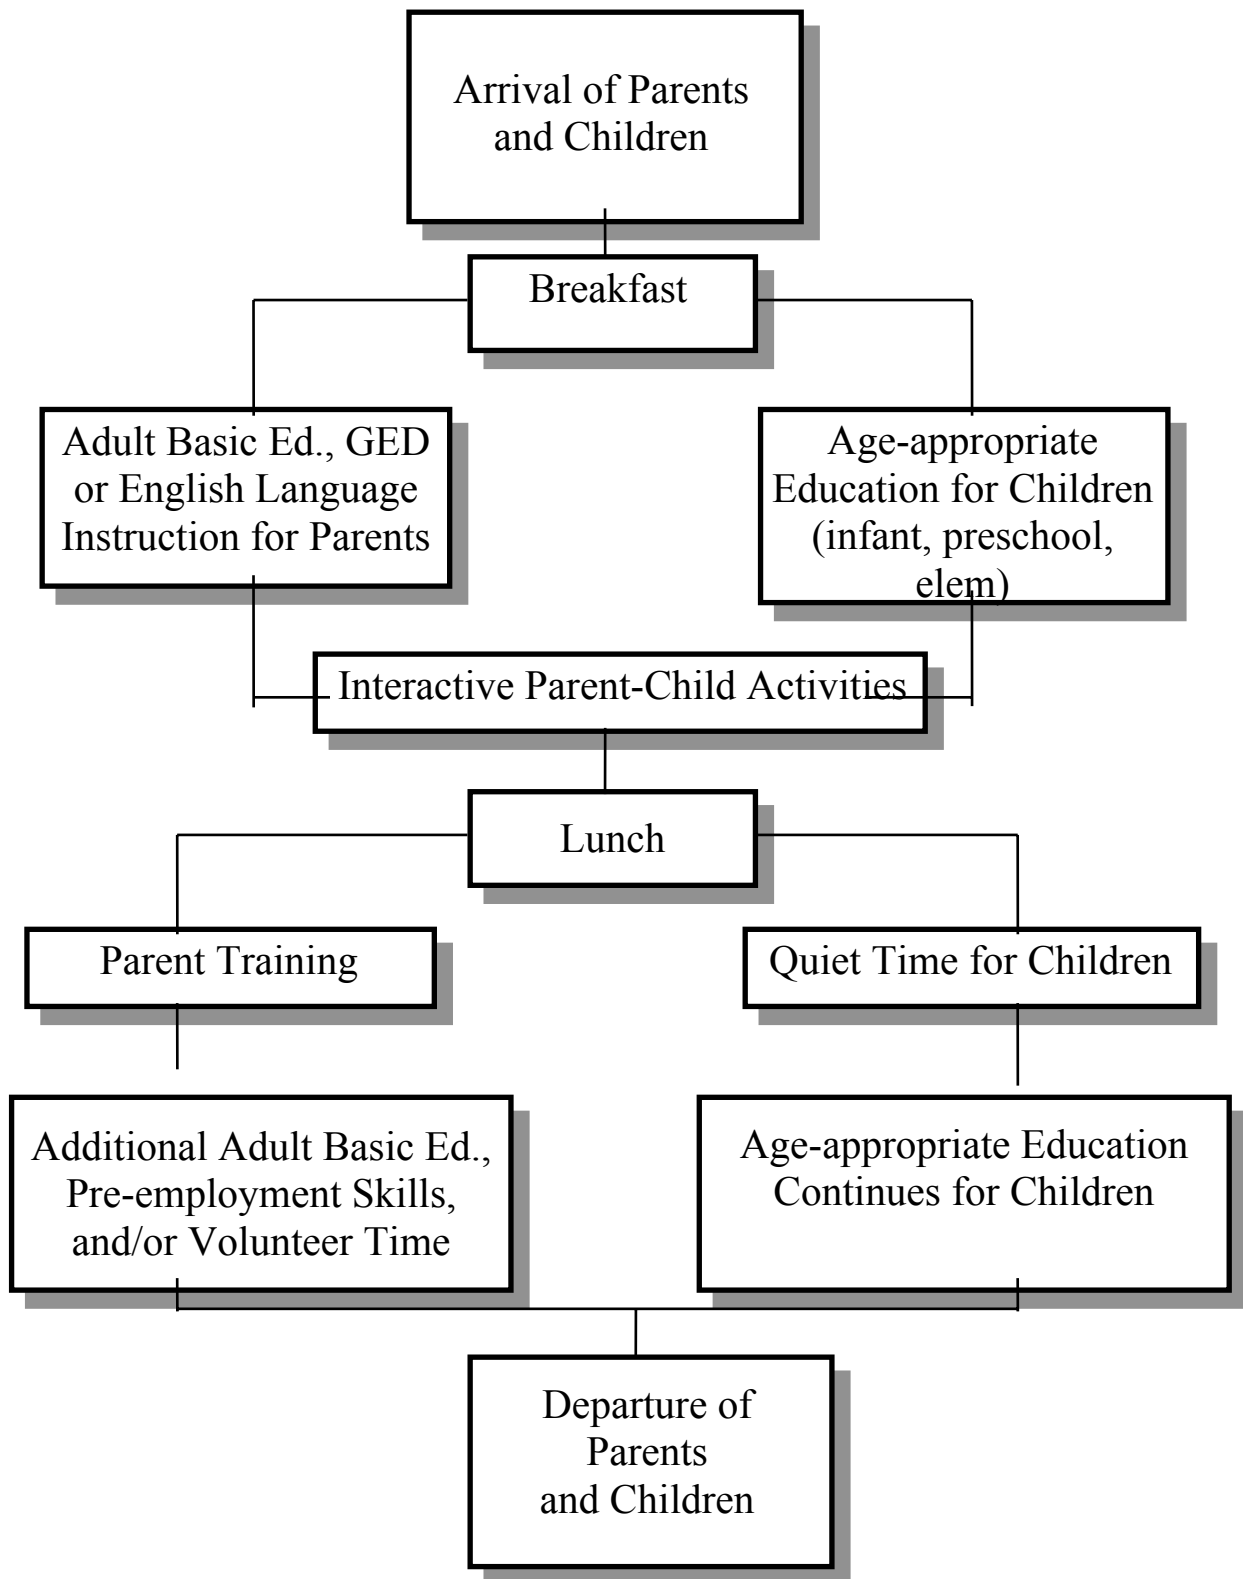 Arrival of Parents
and Children
Breakfast
Adult Basic Ed., GED
or English Language
Instruction for Parents
Age-appropriate
Education for Children
(infant, preschool,
elem)
Interactive Parent-Child Activities
Lunch
Parent Training
Quiet Time for Children
Additional Adult Basic Ed.,
Pre-employment Skills,
and/or Volunteer Time
Age-appropriate Education
Continues for Children
Departure of
Parents
and Children